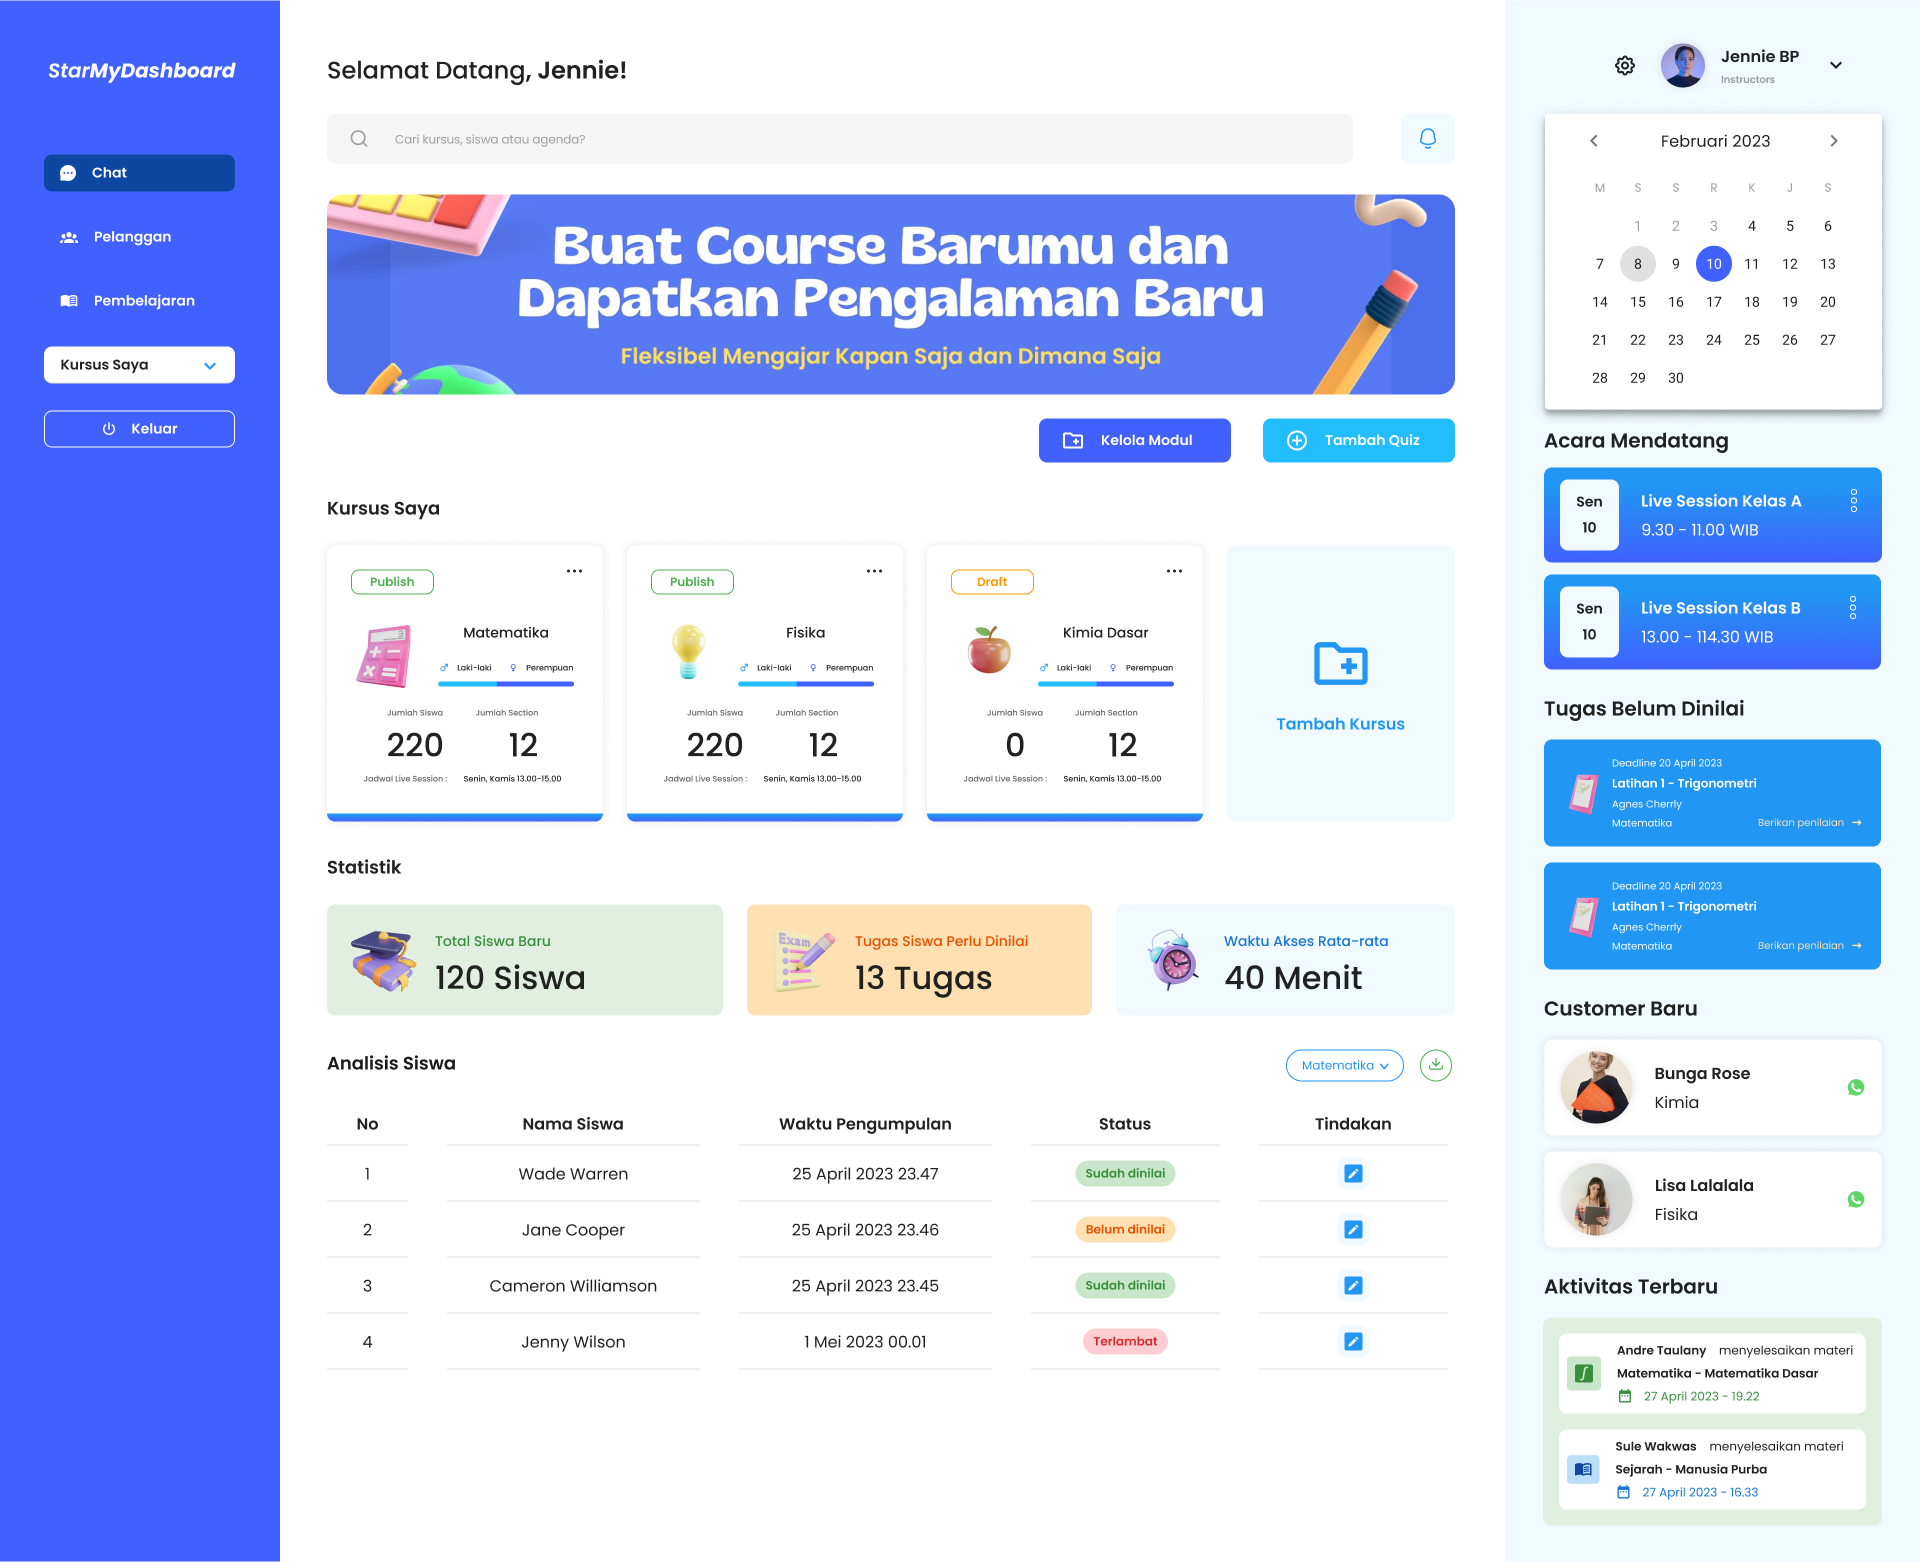 StarMyDashboard
Chat
Pelanggan
Pembelajaran
Kursus Saya
Keluar
Selamat Datang, Jennie!
Cari kursus, siswa atau agenda?
Buat Course Barumu dan
Dapatkan Pengalaman Baru
Fleksibel Mengajar Kapan Saja dan Dimana Saja
Kelola Modul
Tambah Quiz
Kursus Saya
Publish
Matematika
Laki-laki Perempuan
Jumlah Siswa Jumlah Section
220 12
Jadwal Live Session : Senin, Kamis 13.00-15.00
Publish
Fisika
Laki-laki Perempuan
Jumlah Siswa Jumlah Section
220 12
Jadwal Live Session : Senin, Kamis 13.00-15.00
Draft
Kimia Dasar
Laki-laki Perempuan
Jumlah Siswa Jumlah Section
0 12
Jadwal Live Session : Senin, Kamis 13.00-15.00
Tambah Kursus
Statistik
Total Siswa Baru
120 Siswa
Exam
Tugas Siswa Perlu Dinilai
13 Tugas
Waktu Akses Rata-rata
40 Menit
Analisis Siswa
Matematika
No Nama Siswa Waktu Pengumpulan Status Tindakan
1 Wade Warren 25 April 2023 23.47 Sudah dinilai
2 Jane Cooper 25 April 2023 23.46 Belum dinilai
3 Cameron Williamson 25 April 2023 23.45 Sudah dinilai
4 Jenny Wilson 1 Mei 2023 00.01 Terlambat
Jennie BP
Instructors
Februari 2023
M S S R K J S
1 2 3 4 5 6
7 8 9 10 11 12 13
14 15 16 17 18 19 20
21 22 23 24 25 26 27
28 29 30
Acara Mendatang
Sen
10
Live Session Kelas A
9.30 - 11.00 WIB
Sen
10
Live Session Kelas B
13.00 - 114.30 WIB
Tugas Belum Dinilai
Deadline 20 April 2023
Latihan 1 - Trigonometri
Agnes Cherrly
Matematika Berikan penilaian
Deadline 20 April 2023
Latihan 1 - Trigonometri
Agnes Cherrly
Matematika Berikan penilaian
Customer Baru
Bunga Rose
Kimia
Lisa Lalalala
Fisika
Aktivitas Terbaru
Andre Taulany menyelesaikan materi
Matematika - Matematika Dasar
27 April 2023 - 19.22
Sule Wakwas menyelesaikan materi
Sejarah - Manusia Purba
27 April 2023 - 16.33